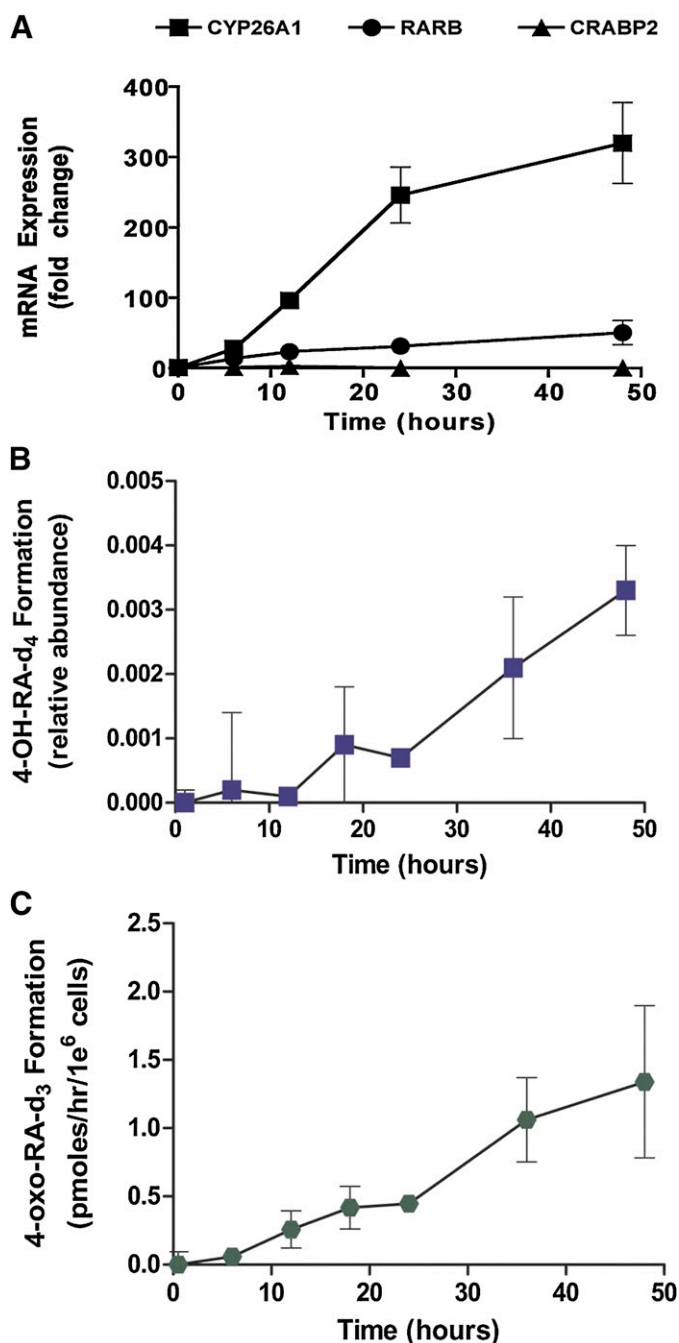 A
CYP26A1 RARB CRABP2
mRNA Expression
(fold change)
400
300
200
100
0
0 10 20 30 40 50
Time (hours)
B
4-OH-RA-d₄ Formation
(relative abundance)
0.005
0.004
0.003
0.002
0.001
0.000
0 10 20 30 40 50
Time (hours)
C
4-oxo-RA-d₃ Formation
(pmoles/hr/1e⁶ cells)
2.5
2.0
1.5
1.0
0.5
0.0
0 10 20 30 40 50
Time (hours)